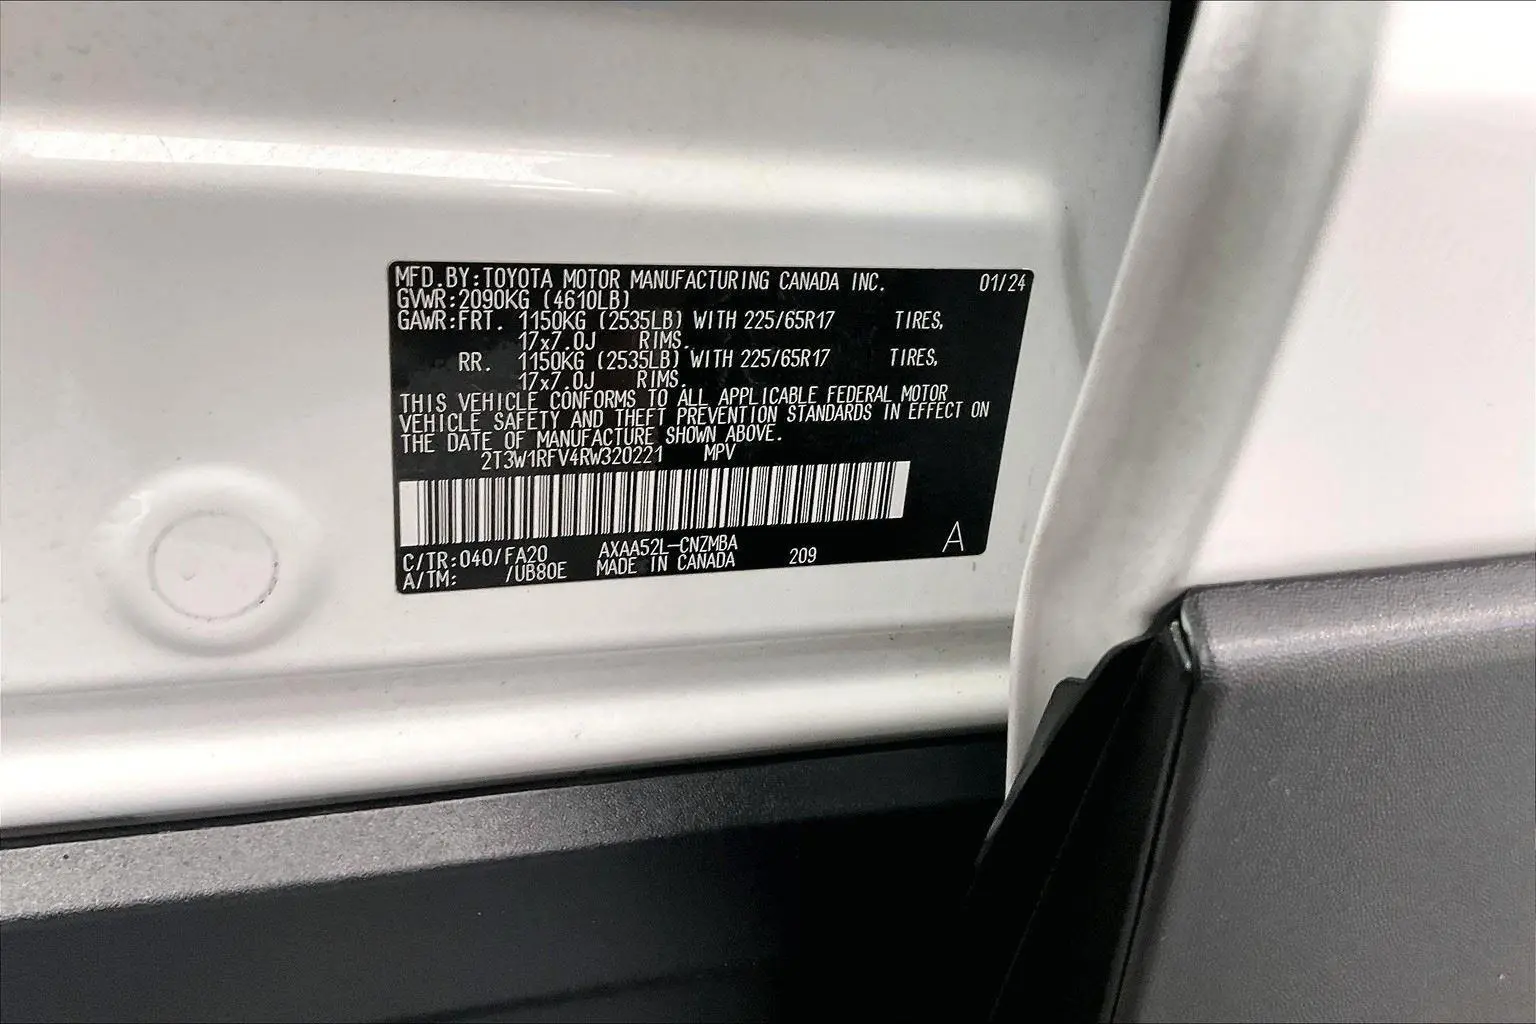 MFD.BY:TOYOTA MOTOR MANUFACTURING CANADA INC. 01/24
GVWR:2090KG (4610LB)
GAWR:FRT. 1150KG (2535LB) WITH 225/65R17 TIRES,
17x7.0J RIMS.
RR. 1150KG (2535LB) WITH 225/65R17 TIRES,
17x7.0J RIMS.
THIS VEHICLE CONFORMS TO ALL APPLICABLE FEDERAL MOTOR
VEHICLE SAFETY AND THEFT PREVENTION STANDARDS IN EFFECT ON
THE DATE OF MANUFACTURE SHOWN ABOVE.
2T3W1RFV4RW320221 MPV
C/TR:040/FA20 AXAA52L-CNZMBA 209 A
A/TM: /UB80E MADE IN CANADA